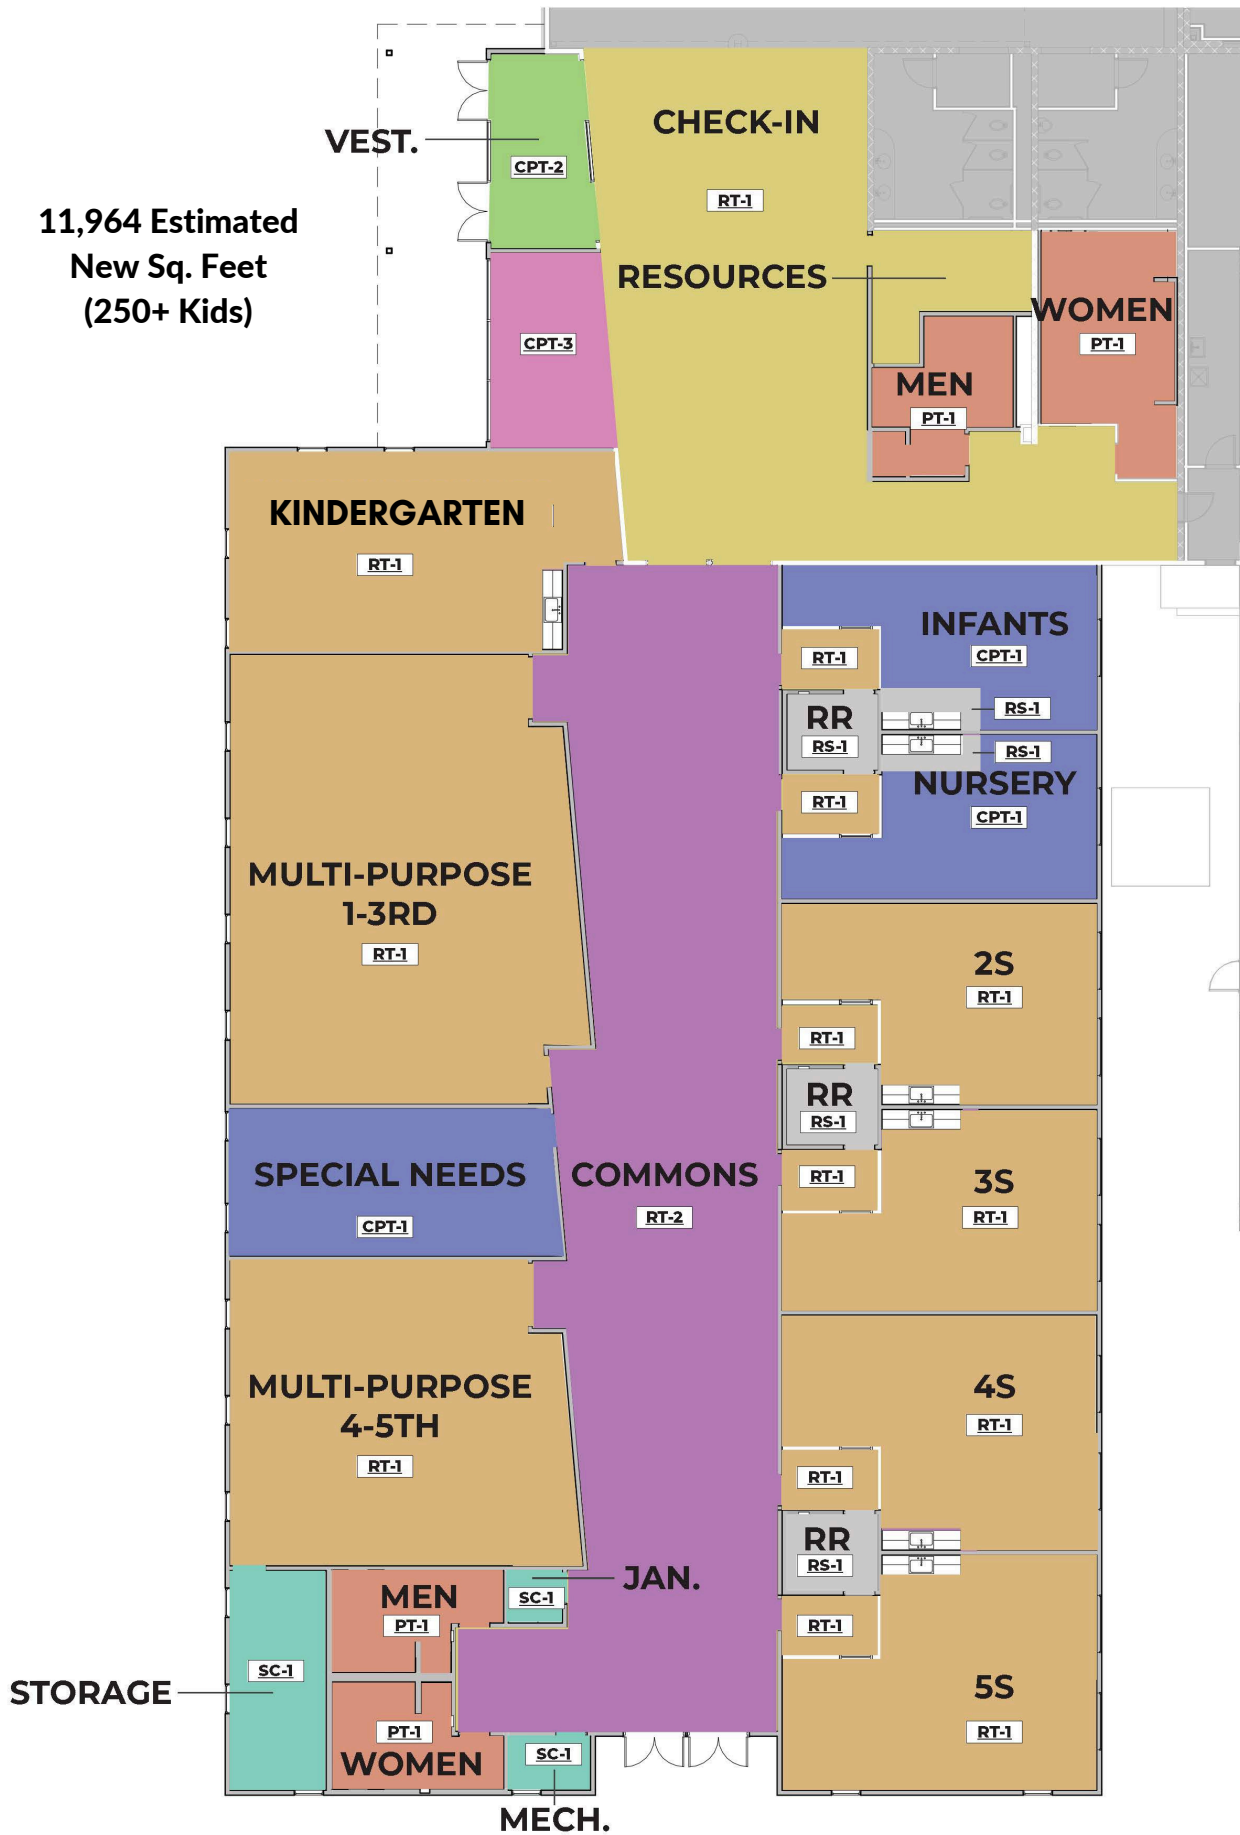 CHECK-IN
VEST.
CPT-2
RT-1
11,964 Estimated
New Sq. Feet
(250+ Kids)
RESOURCES
WOMEN
PT-1
CPT-3
MEN
PT-1
KINDERGARTEN
RT-1
INFANTS
CPT-1
RT-1
RS-1
RR
RS-1
RS-1
NURSERY
CPT-1
RT-1
MULTI-PURPOSE
1-3RD
RT-1
2S
RT-1
RT-1
RR
RS-1
SPECIAL NEEDS
CPT-1
COMMONS
RT-2
RT-1
3S
RT-1
MULTI-PURPOSE
4-5TH
RT-1
4S
RT-1
RT-1
RR
RS-1
JAN.
SC-1
MEN
PT-1
RT-1
STORAGE
SC-1
5S
RT-1
PT-1
WOMEN
SC-1
MECH.